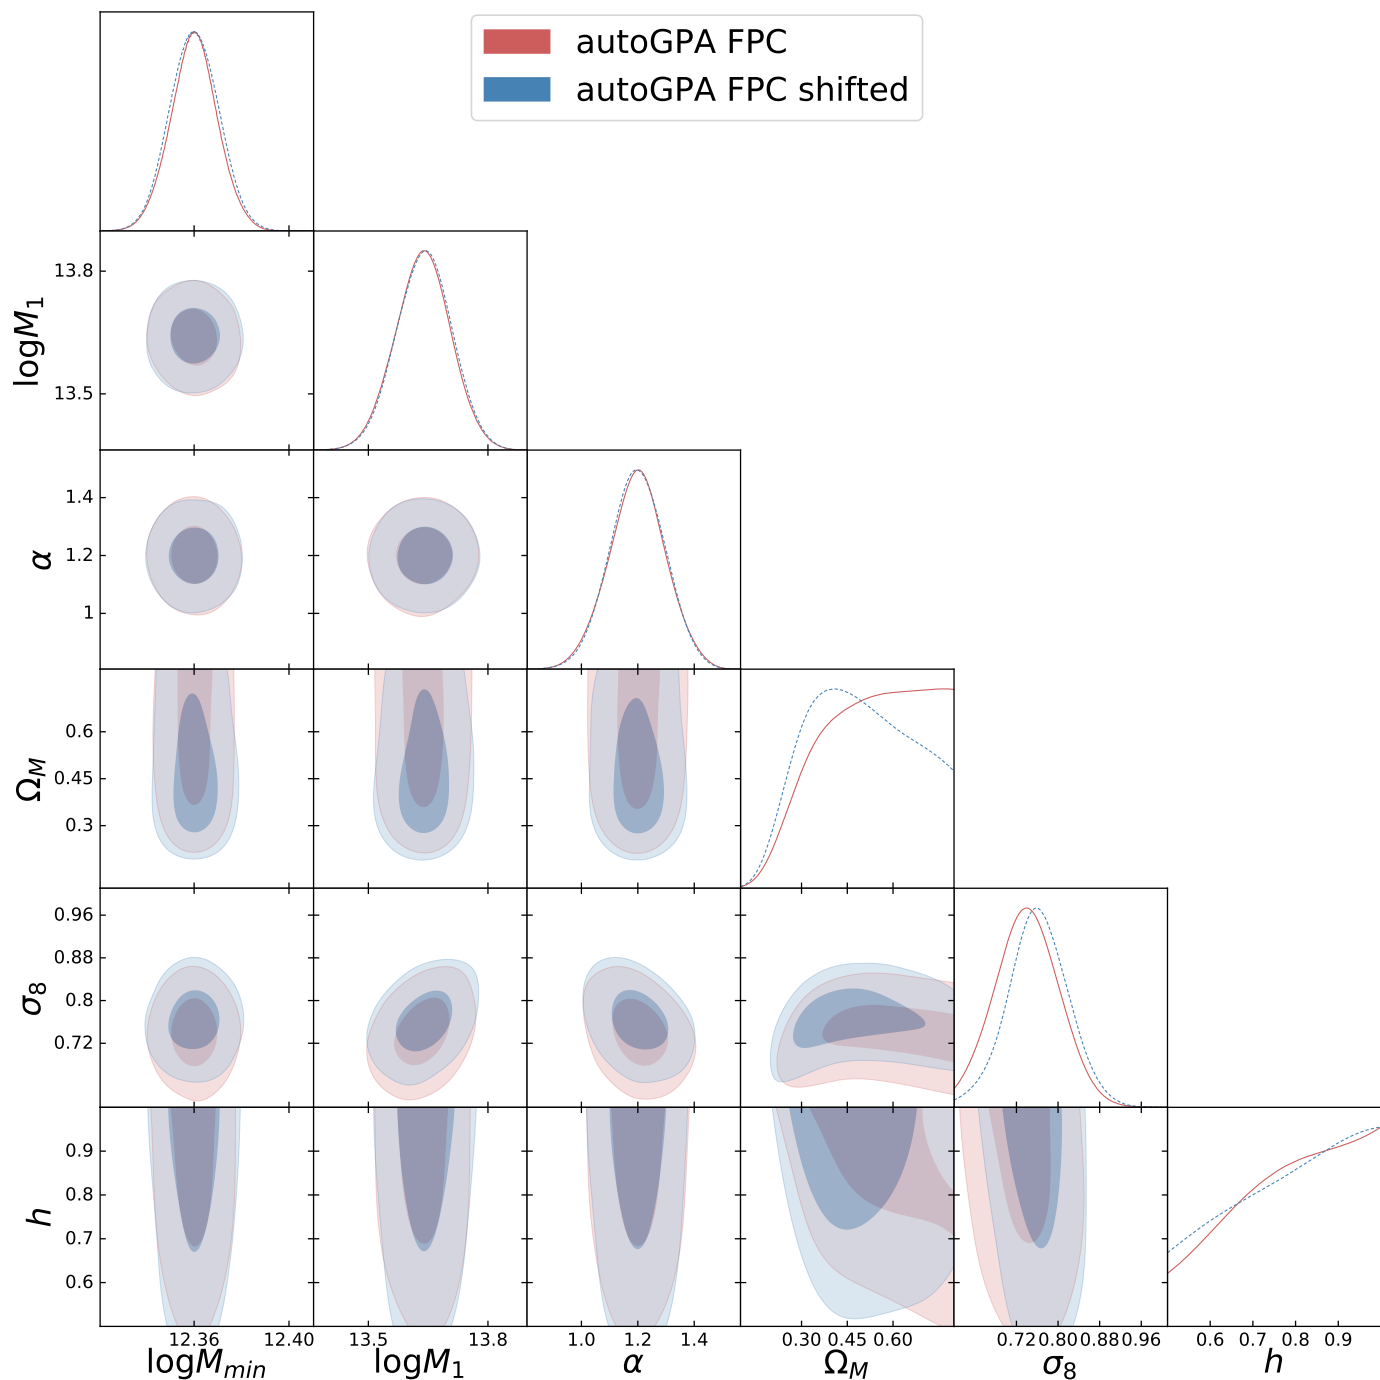 autoGPA FPC
autoGPA FPC shifted
13.8
13.5
logM₁
1.4
1.2
1
α
0.6
0.45
0.3
Ω_M
0.96
0.88
0.8
0.72
σ₈
0.9
0.8
0.7
0.6
h
12.36 12.40 13.5 13.8 1.0 1.2 1.4 0.30 0.45 0.60 0.72 0.80 0.88 0.96 0.6 0.7 0.8 0.9
logM_min logM₁ α Ω_M σ₈ h